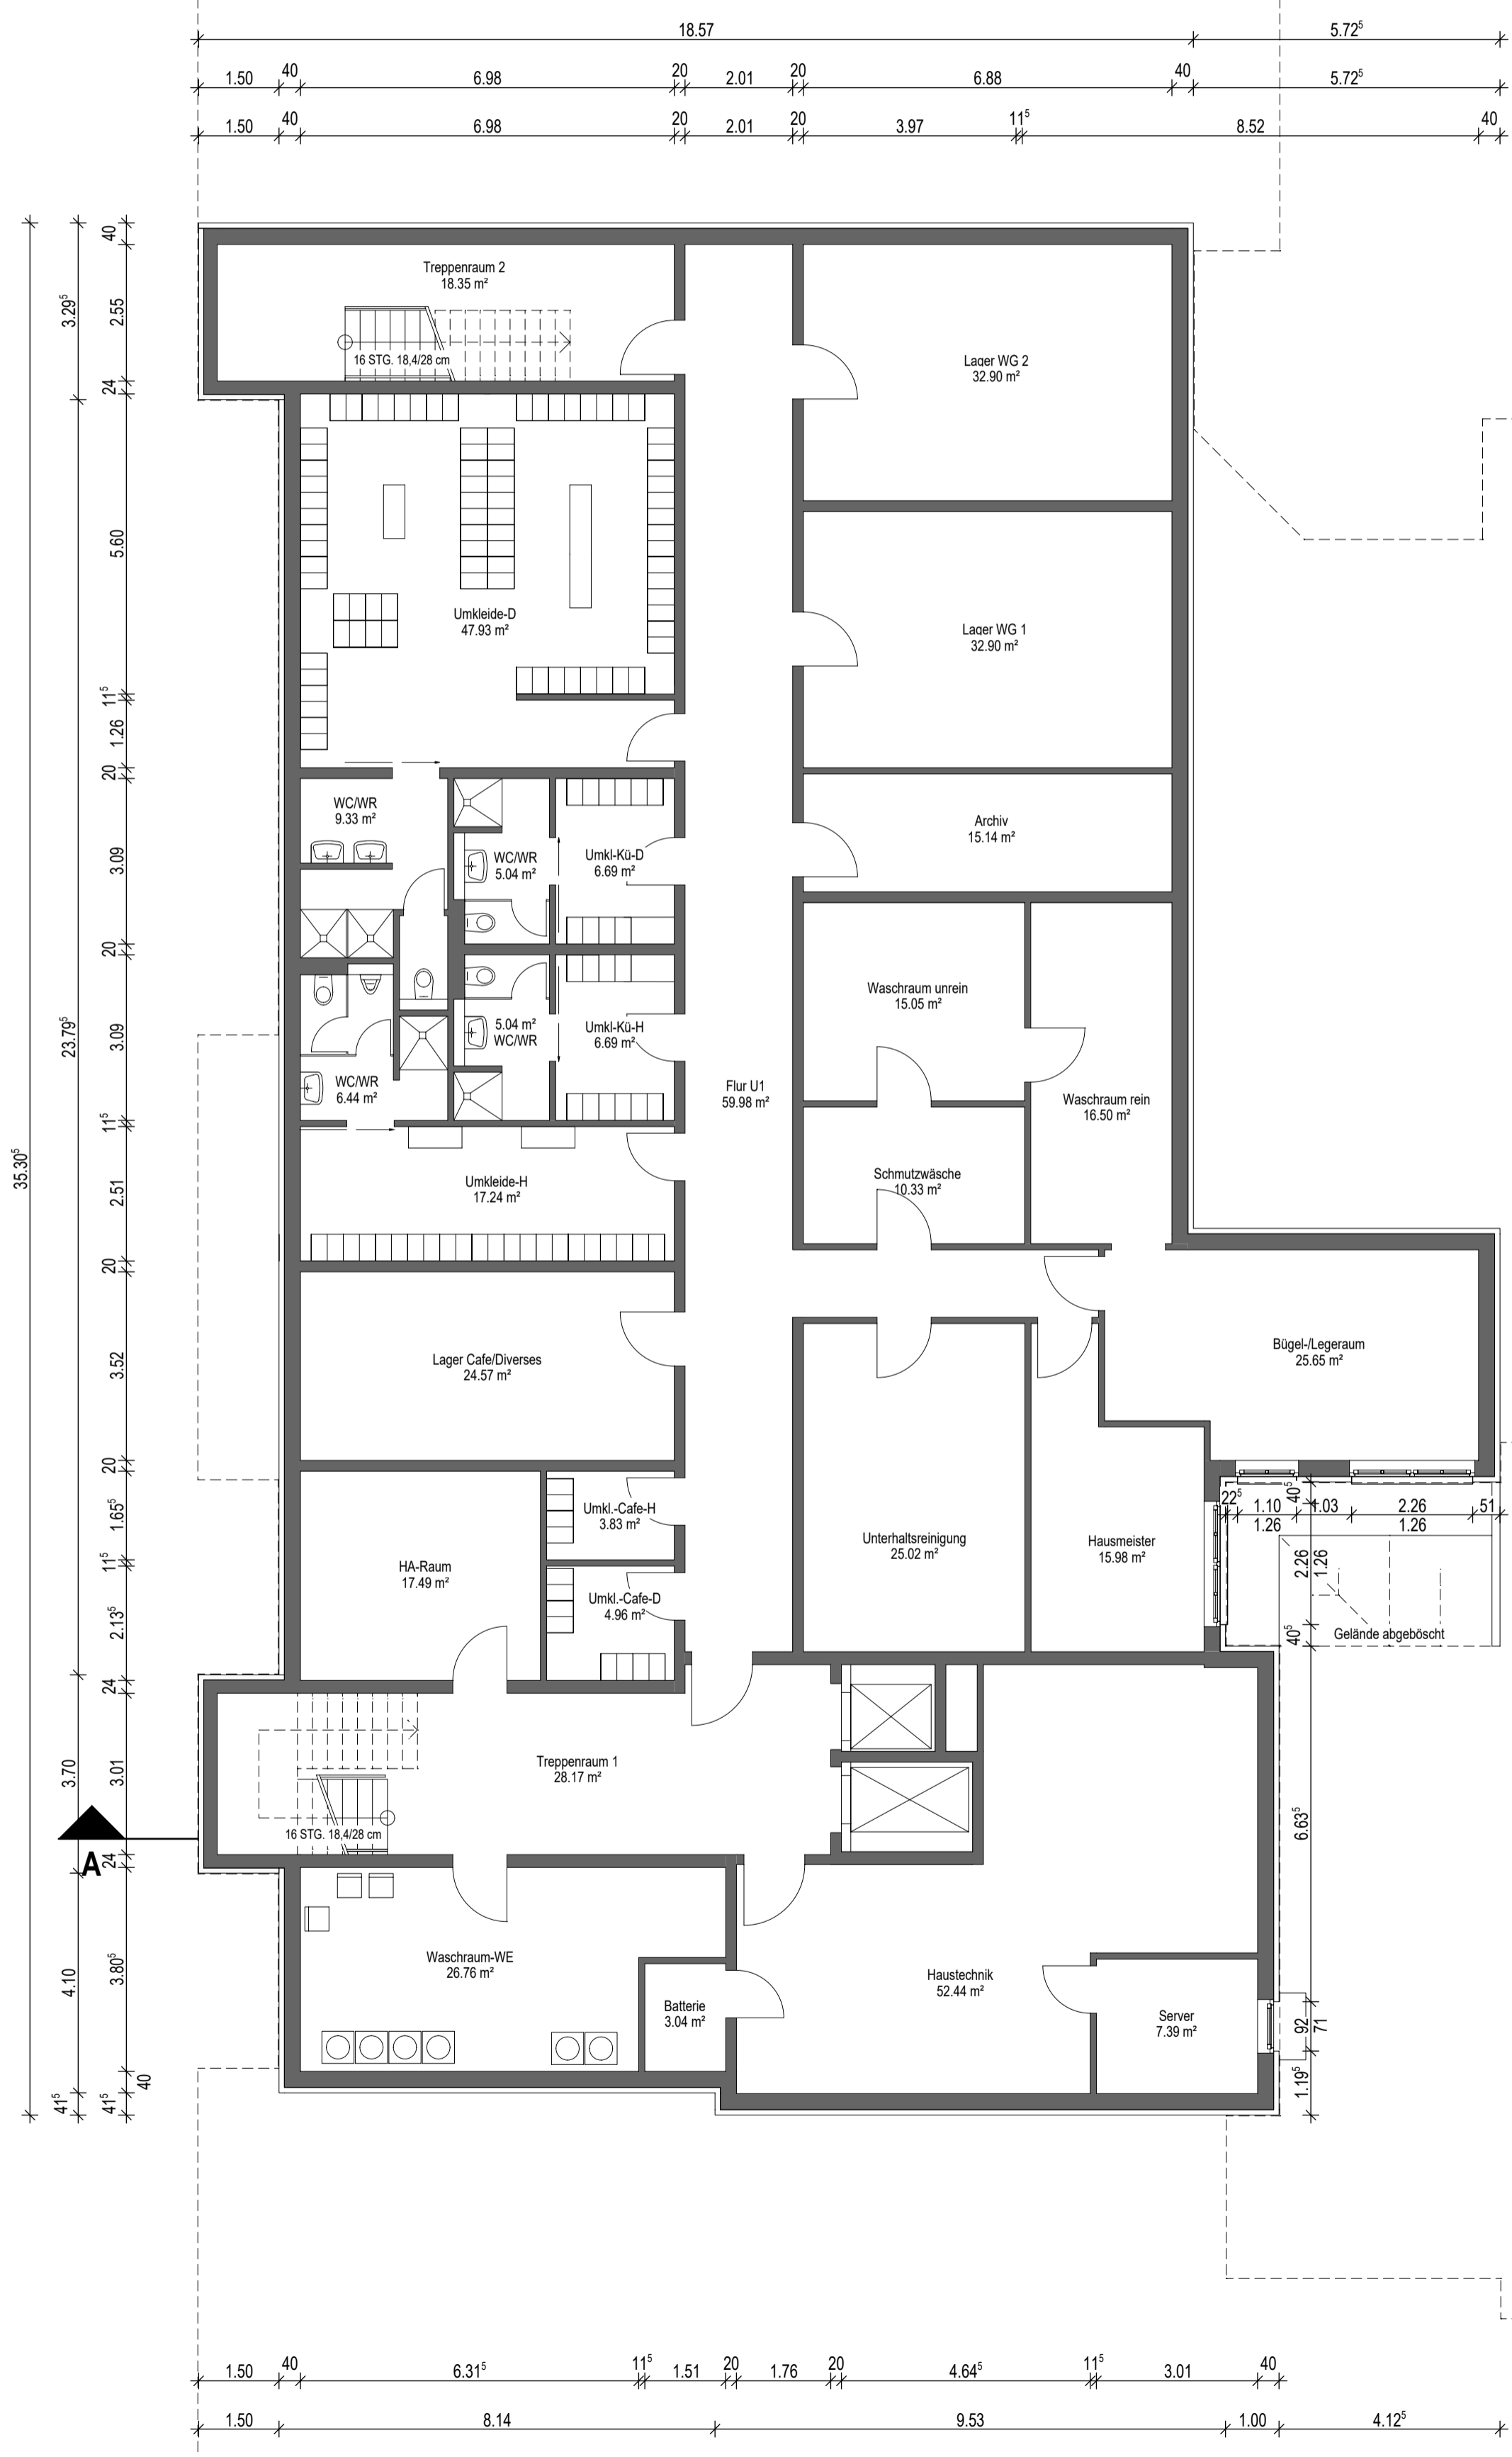 18.57 5.72⁵
1.50 40 6.98 20 2.01 20 6.88 40 5.72⁵
1.50 40 6.98 20 2.01 20 3.97 11⁵ 8.52 40
35.30⁵
3.29⁵
23.79⁵
3.70
4.10
41⁵
40
2.55
24
5.60
11⁵
1.26
20
3.09
20
3.09
11⁵
2.51
20
3.52
20
1.65⁵
11⁵
2.13⁵
24
3.01
24
3.80⁵
40
41⁵
Treppenraum 2
18.35 m²
16 STG. 18,4/28 cm
Lager WG 2
32.90 m²
Umkleide-D
47.93 m²
Lager WG 1
32.90 m²
WC/WR
9.33 m²
WC/WR
5.04 m²
Umkl-Kü-D
6.69 m²
Archiv
15.14 m²
Waschraum unrein
15.05 m²
5.04 m²
WC/WR
Umkl-Kü-H
6.69 m²
WC/WR
6.44 m²
Flur U1
59.98 m²
Waschraum rein
16.50 m²
Umkleide-H
17.24 m²
Schmutzwäsche
10.33 m²
Lager Cafe/Diverses
24.57 m²
Bügel-/Legeraum
25.65 m²
22⁵ 1.10 40⁵ 1.03 2.26 51
1.26 1.26
Umkl.-Cafe-H
3.83 m²
HA-Raum
17.49 m²
Umkl.-Cafe-D
4.96 m²
Unterhaltsreinigung
25.02 m²
Hausmeister
15.98 m²
2.26
1.26
40⁵
Gelände abgeböscht
Treppenraum 1
28.17 m²
16 STG. 18,4/28 cm
A
6.63⁵
Waschraum-WE
26.76 m²
Batterie
3.04 m²
Haustechnik
52.44 m²
Server
7.39 m²
92
71
1.19⁵
1.50 40 6.31⁵ 11⁵ 1.51 20 1.76 20 4.64⁵ 11⁵ 3.01 40
1.50 8.14 9.53 1.00 4.12⁵